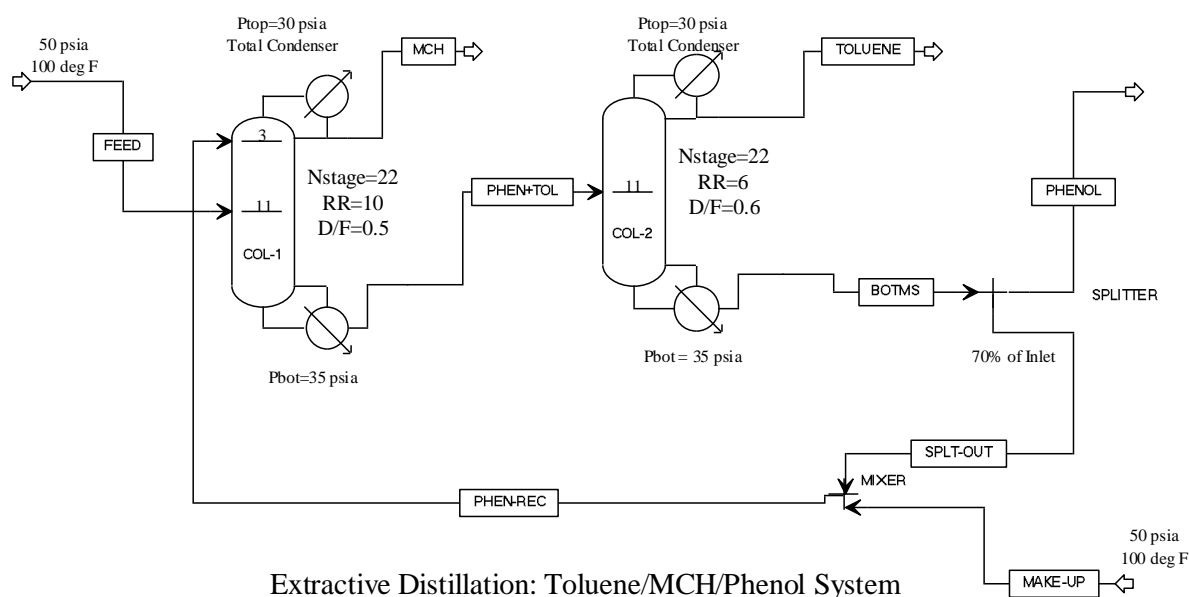 Ptop=30 psia
Total Condenser
Ptop=30 psia
Total Condenser
50 psia
100 deg F
MCH
TOLUENE
FEED
3
11
COL-1
Nstage=22
RR=10
D/F=0.5
PHEN+TOL
11
COL-2
Nstage=22
RR=6
D/F=0.6
PHENOL
BOTMS
SPLITTER
Pbot=35 psia
Pbot = 35 psia
70% of Inlet
SPLT-OUT
MIXER
PHEN-REC
50 psia
100 deg F
MAKE-UP
Extractive Distillation: Toluene/MCH/Phenol System